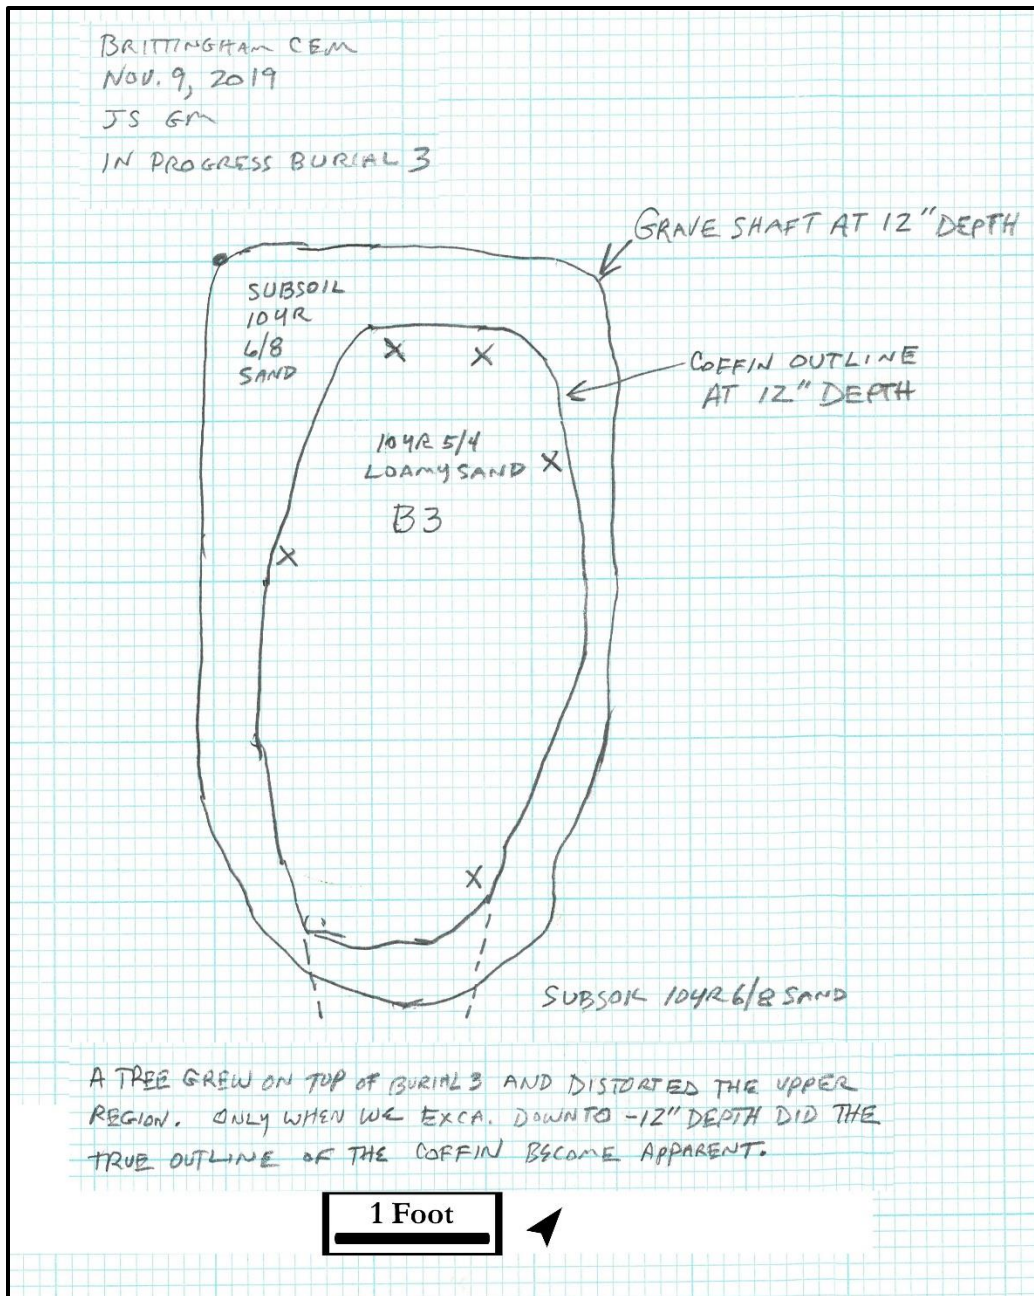 BRITTINGHAM CEM
NOV. 9, 2019
JS GM
IN PROGRESS BURIAL 3
GRAVE SHAFT AT 12" DEPTH
SUBSOIL
10YR
6/8
SAND
COFFIN OUTLINE
AT 12" DEPTH
X X
10YR 5/4
LOAMY SAND X
B3
X
X
SUBSOIL 10YR 6/8 SAND
A TREE GREW ON TOP OF BURIAL 3 AND DISTORTED THE UPPER
REGION. ONLY WHEN WE EXCA. DOWN TO -12" DEPTH DID THE
TRUE OUTLINE OF THE COFFIN BECOME APPARENT.
1 Foot